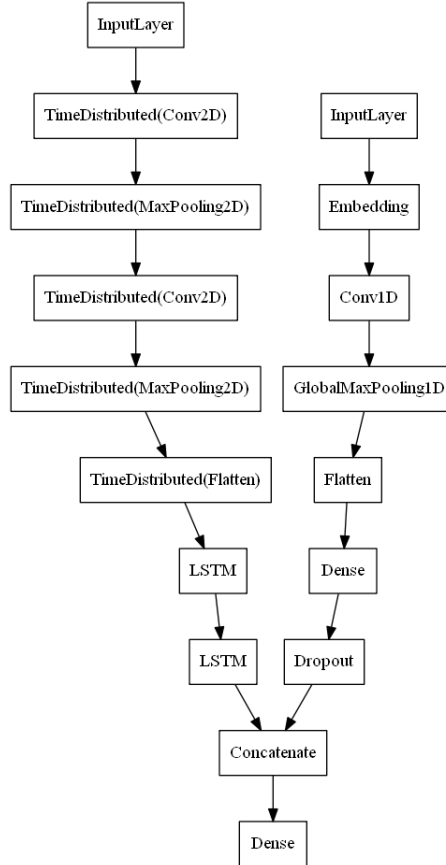 InputLayer
TimeDistributed(Conv2D)
InputLayer
TimeDistributed(MaxPooling2D)
Embedding
TimeDistributed(Conv2D)
Conv1D
TimeDistributed(MaxPooling2D)
GlobalMaxPooling1D
TimeDistributed(Flatten)
Flatten
LSTM
Dense
LSTM
Dropout
Concatenate
Dense